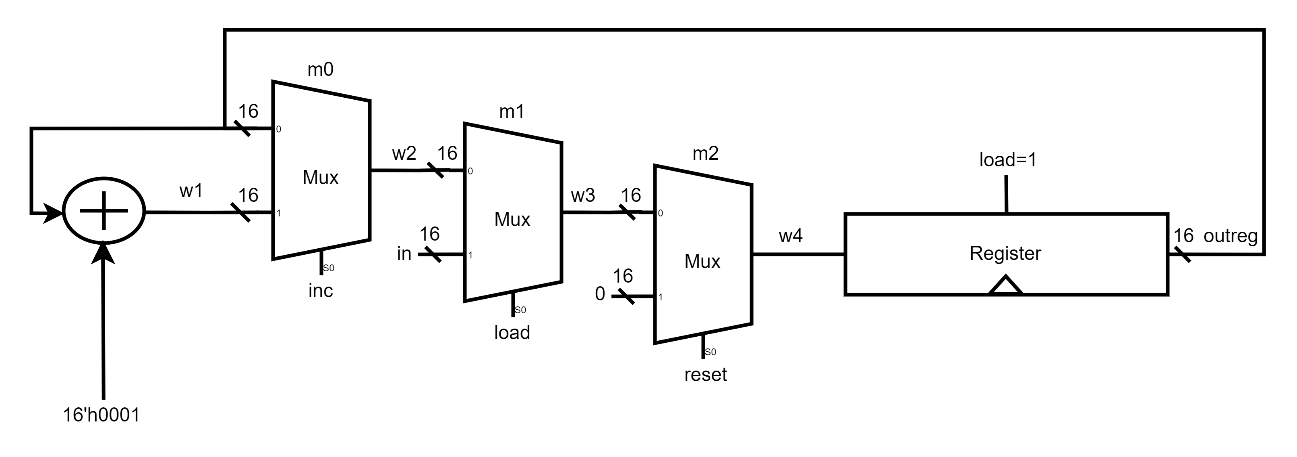 m0
16
0
Mux
w1
16
1
S0
inc
16'h0001
m1
w2
16
0
Mux
in
16
1
S0
load
m2
w3
16
0
Mux
0
16
1
S0
reset
w4
load=1
Register
16
outreg